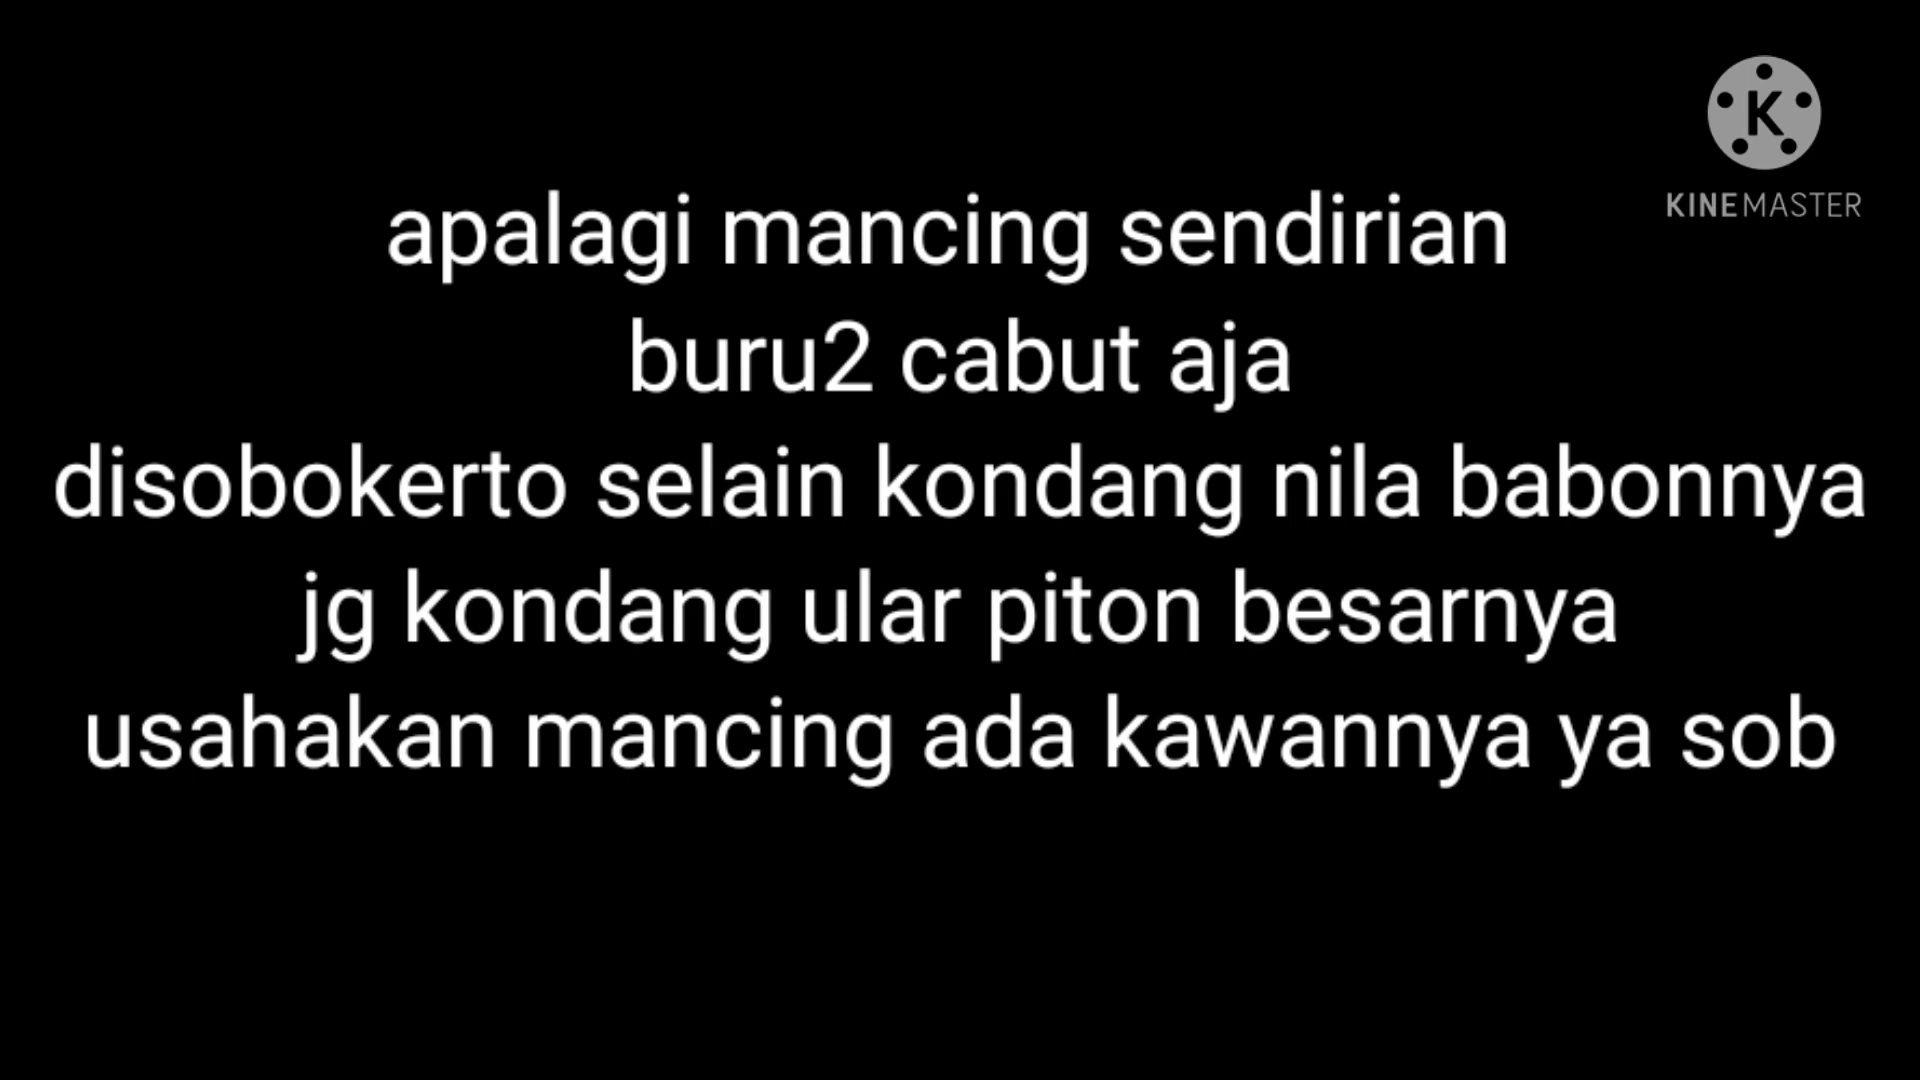 K
KINEMASTER
apalagi mancing sendirian
buru2 cabut aja
disobokerto selain kondang nila babonnya
jg kondang ular piton besarnya
usahakan mancing ada kawannya ya sob